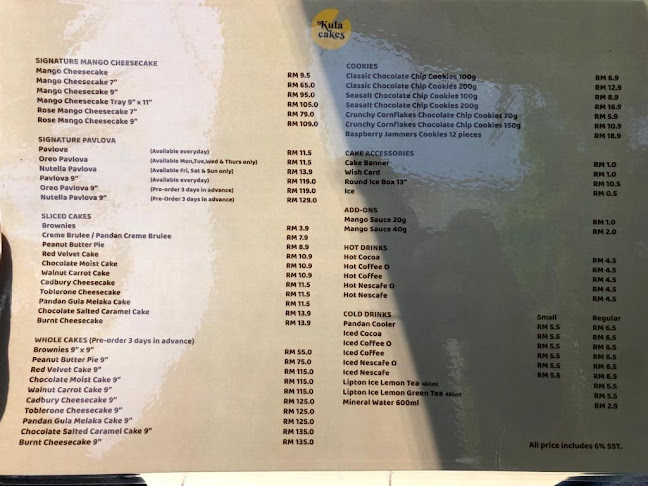 Kula
cakes
SIGNATURE MANGO CHEESECAKE
Mango Cheesecake RM 9.5
Mango Cheesecake 7" RM 65.0
Mango Cheesecake 9" RM 95.0
Mango Cheesecake Tray 9" x 11" RM 105.0
Rose Mango Cheesecake 7" RM 79.0
Rose Mango Cheesecake 9" RM 109.0
SIGNATURE PAVLOVA
Pavlova (Available everyday) RM 11.5
Oreo Pavlova (Available Mon,Tue,Wed & Thurs only) RM 11.5
Nutella Pavlova (Available Fri, Sat & Sun only) RM 13.9
Pavlova 9" (Available everyday) RM 119.0
Oreo Pavlova 9" (Pre-order 3 days in advance) RM 119.0
Nutella Pavlova 9" (Pre-order 3 days in advance) RM 129.0
SLICED CAKES
Brownies RM 3.9
Creme Brulee / Pandan Creme Brulee RM 7.9
Peanut Butter Pie RM 8.9
Red Velvet Cake RM 10.9
Chocolate Moist Cake RM 10.9
Walnut Carrot Cake RM 10.9
Cadbury Cheesecake RM 11.5
Toblerone Cheesecake RM 11.5
Pandan Gula Melaka Cake RM 11.5
Chocolate Salted Caramel Cake RM 13.9
Burnt Cheesecake RM 13.9
WHOLE CAKES (Pre-order 3 days in advance)
Brownies 9" x 9" RM 55.0
Peanut Butter Pie 9" RM 75.0
Red Velvet Cake 9" RM 115.0
Chocolate Moist Cake 9" RM 115.0
Walnut Carrot Cake 9" RM 115.0
Cadbury Cheesecake 9" RM 125.0
Toblerone Cheesecake 9" RM 125.0
Pandan Gula Melaka Cake 9" RM 125.0
Chocolate Salted Caramel Cake 9" RM 135.0
Burnt Cheesecake 9" RM 135.0
COOKIES
Classic Chocolate Chip Cookies 100g RM 6.9
Classic Chocolate Chip Cookies 200g RM 12.9
Seasalt Chocolate Chip Cookies 100g RM 8.9
Seasalt Chocolate Chip Cookies 200g RM 16.9
Crunchy Cornflakes Chocolate Chip Cookies 70g RM 5.9
Crunchy Cornflakes Chocolate Chip Cookies 150g RM 10.9
Raspberry Jammers Cookies 12 pieces RM 18.9
CAKE ACCESSORIES
Cake Banner RM 1.0
Wish Card RM 1.0
Round Ice Box 13" RM 10.5
Ice RM 0.5
ADD-ONS
Mango Sauce 20g RM 1.0
Mango Sauce 40g RM 2.0
HOT DRINKS
Hot Cocoa RM 4.5
Hot Coffee O RM 4.5
Hot Coffee RM 4.5
Hot Nescafe O RM 4.5
Hot Nescafe RM 4.5
COLD DRINKS Small Regular
Pandan Cooler RM 5.5 RM 6.5
Iced Cocoa RM 5.5 RM 6.5
Iced Coffee O RM 5.5 RM 6.5
Iced Coffee RM 5.5 RM 6.5
Iced Nescafe O RM 5.5 RM 6.5
Iced Nescafe RM 5.5 RM 6.5
Lipton Ice Lemon Tea 450ml RM 5.5
Lipton Ice Lemon Green Tea 450ml RM 5.5
Mineral Water 600ml RM 2.9
All price includes 6% SST.